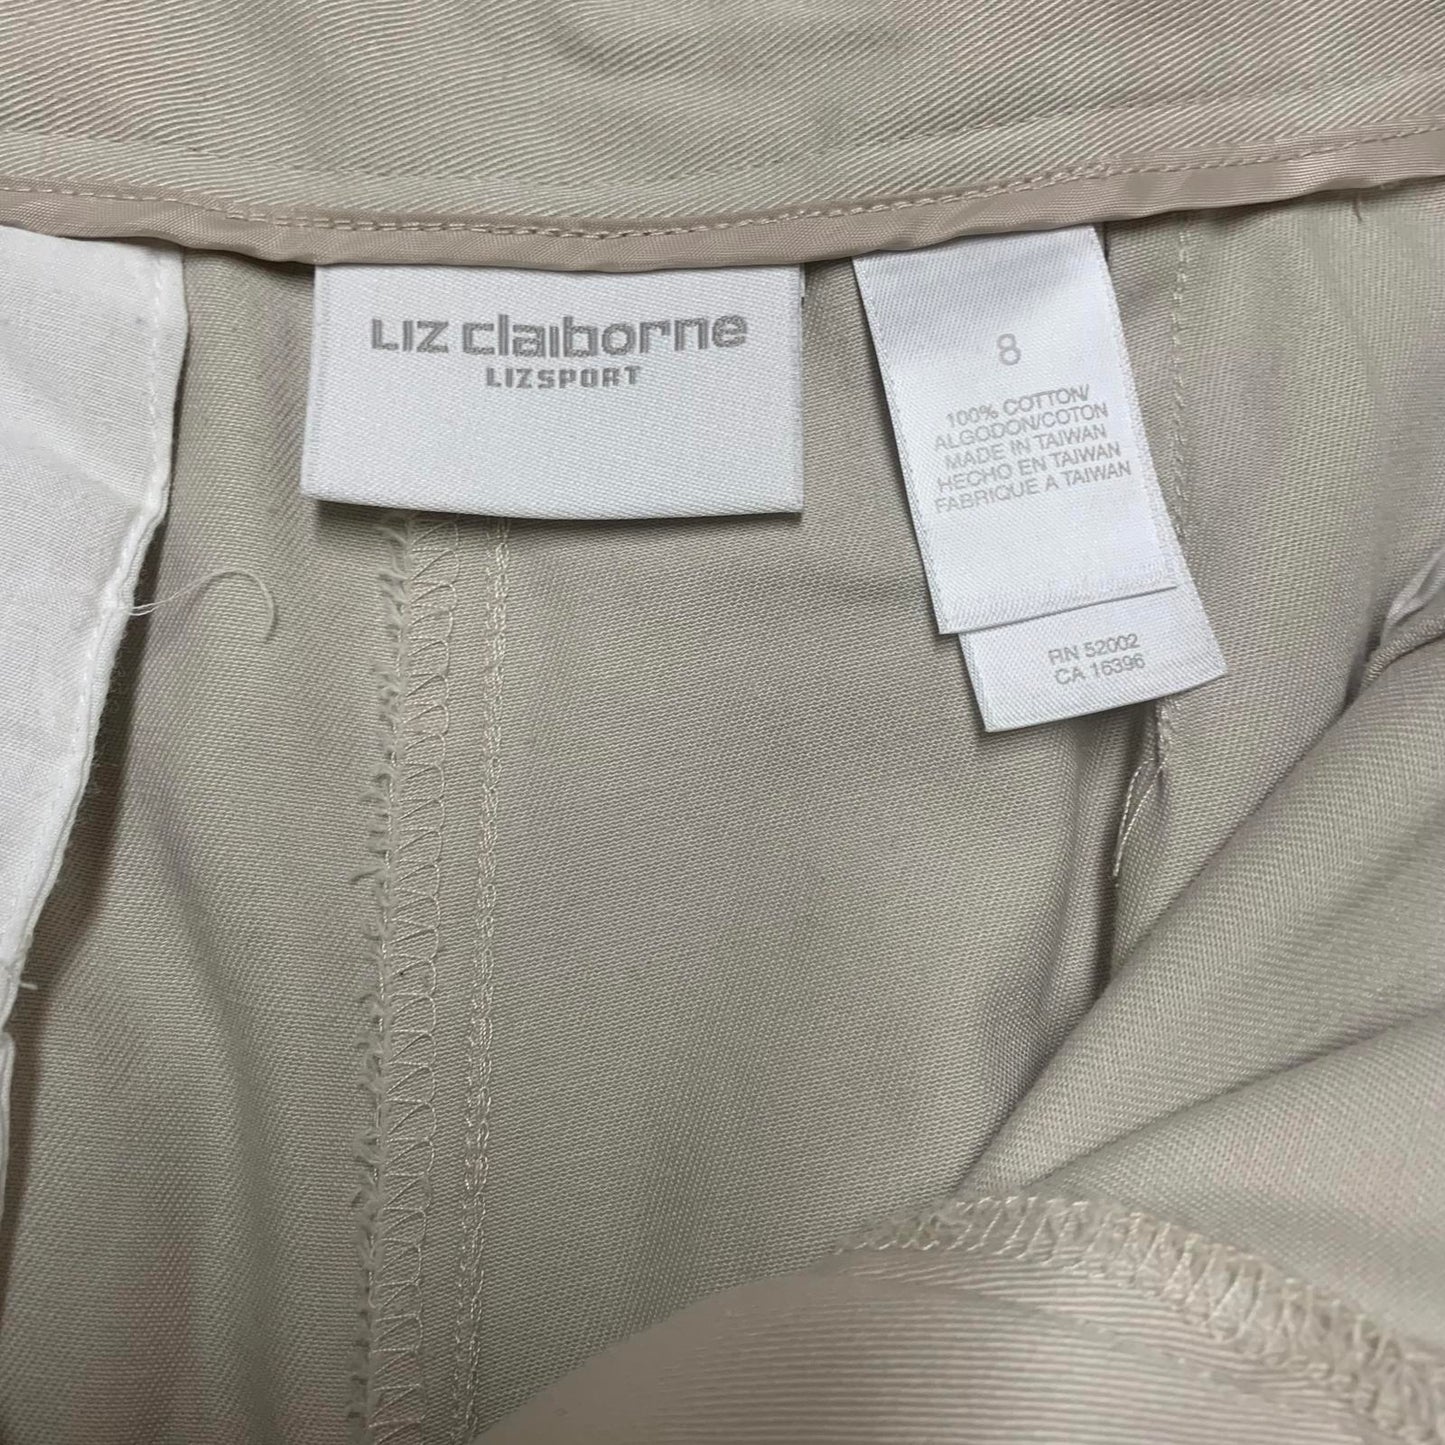 LIZ claiborne
LIZSPORT
8
100% COTTON/
ALGODON/COTON
MADE IN TAIWAN
HECHO EN TAIWAN
FABRIQUE A TAIWAN
RN 52002
CA 16396